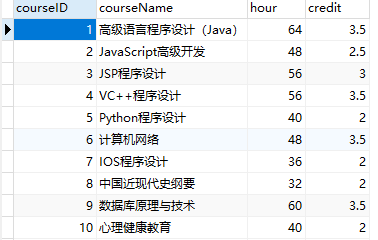 courseID courseName hour credit
1 高级语言程序设计（Java） 64 3.5
2 JavaScript高级开发 48 2.5
3 JSP程序设计 56 3
4 VC++程序设计 56 3.5
5 Python程序设计 40 2
6 计算机网络 48 3.5
7 IOS程序设计 36 2
8 中国近现代史纲要 32 2
9 数据库原理与技术 60 3.5
10 心理健康教育 40 2